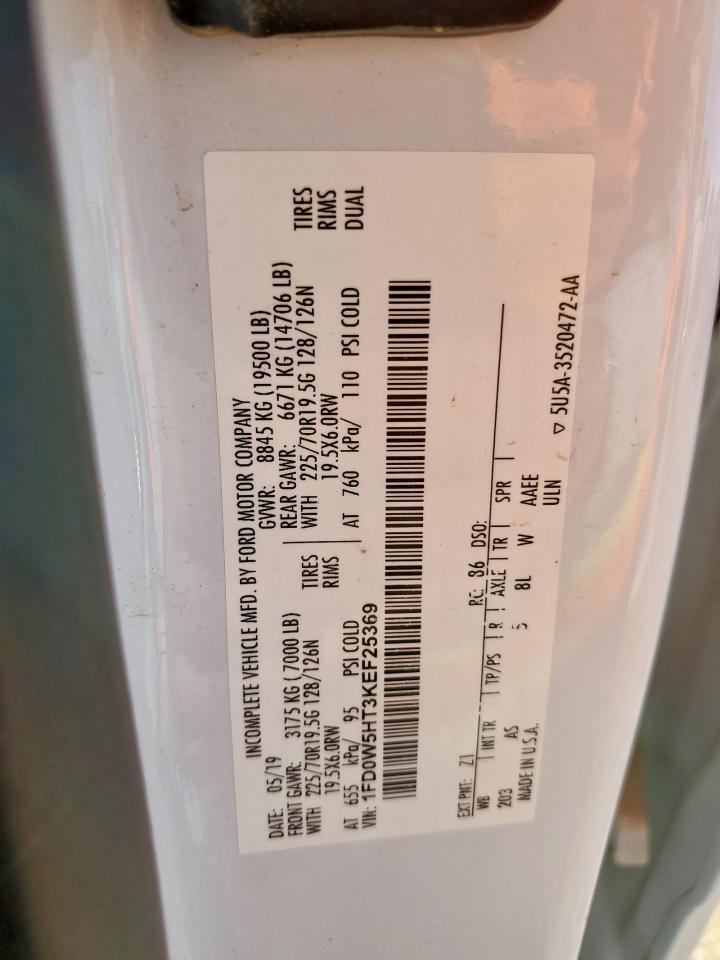 INCOMPLETE VEHICLE MFD. BY FORD MOTOR COMPANY
DATE: 05/19 GVWR: 8845 KG (19500 LB)
FRONT GAWR: 3175 KG ( 7000 LB) REAR GAWR: 6671 KG (14706 LB)
WITH 225/70R19.5G 128/126N TIRES WITH 225/70R19.5G 128/126N TIRES
19.5X6.0RW RIMS 19.5X6.0RW RIMS
AT 655 kPa/ 95 PSI COLD AT 760 kPa/ 110 PSI COLD DUAL
VIN: 1FD0W5HT3KEF25369
EXT PNT: Z1 RC: 86 DSO:
WB INT TR TP/PS R AXLE TR SPR
203 AS 5 8L W AAEE
MADE IN U.S.A. ULN
▽ 5U5A-3520472-AA